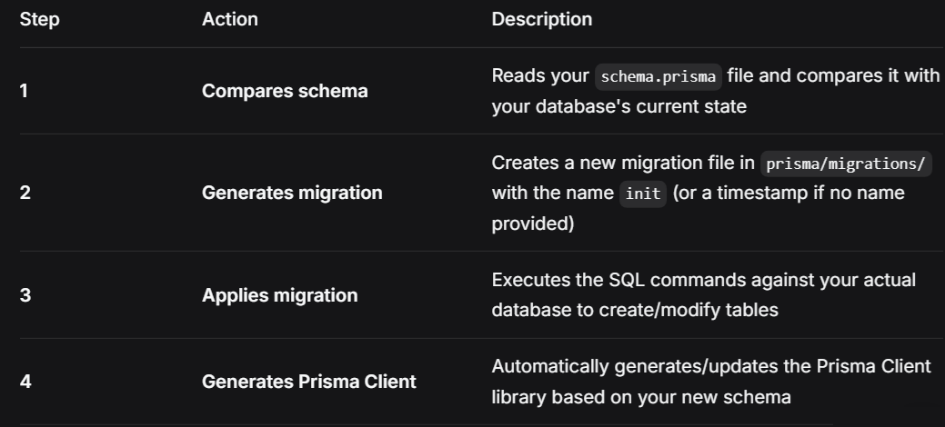 Step Action Description
1 Compares schema Reads your schema.prisma file and compares it with
your database's current state
2 Generates migration Creates a new migration file in prisma/migrations/
with the name init (or a timestamp if no name
provided)
3 Applies migration Executes the SQL commands against your actual
database to create/modify tables
4 Generates Prisma Client Automatically generates/updates the Prisma Client
library based on your new schema